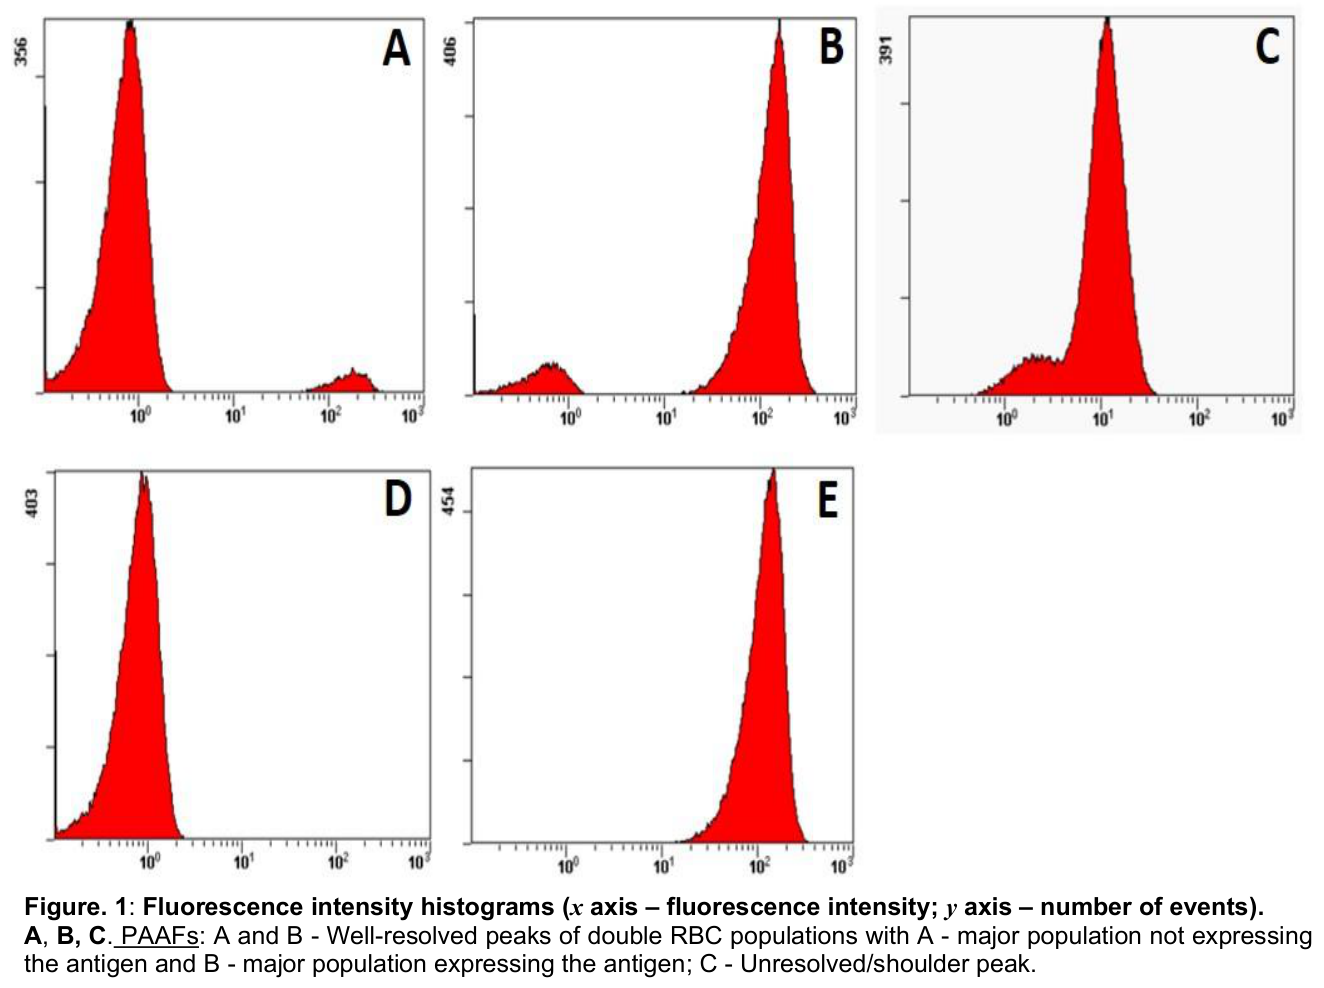 356
A
10⁰ 10¹ 10² 10³
406
B
10⁰ 10¹ 10² 10³
391
C
10⁰ 10¹ 10² 10³
403
D
10⁰ 10¹ 10² 10³
454
E
10⁰ 10¹ 10² 10³
Figure. 1: Fluorescence intensity histograms (x axis – fluorescence intensity; y axis – number of events).
A, B, C. PAAFs: A and B - Well-resolved peaks of double RBC populations with A - major population not expressing
the antigen and B - major population expressing the antigen; C - Unresolved/shoulder peak.